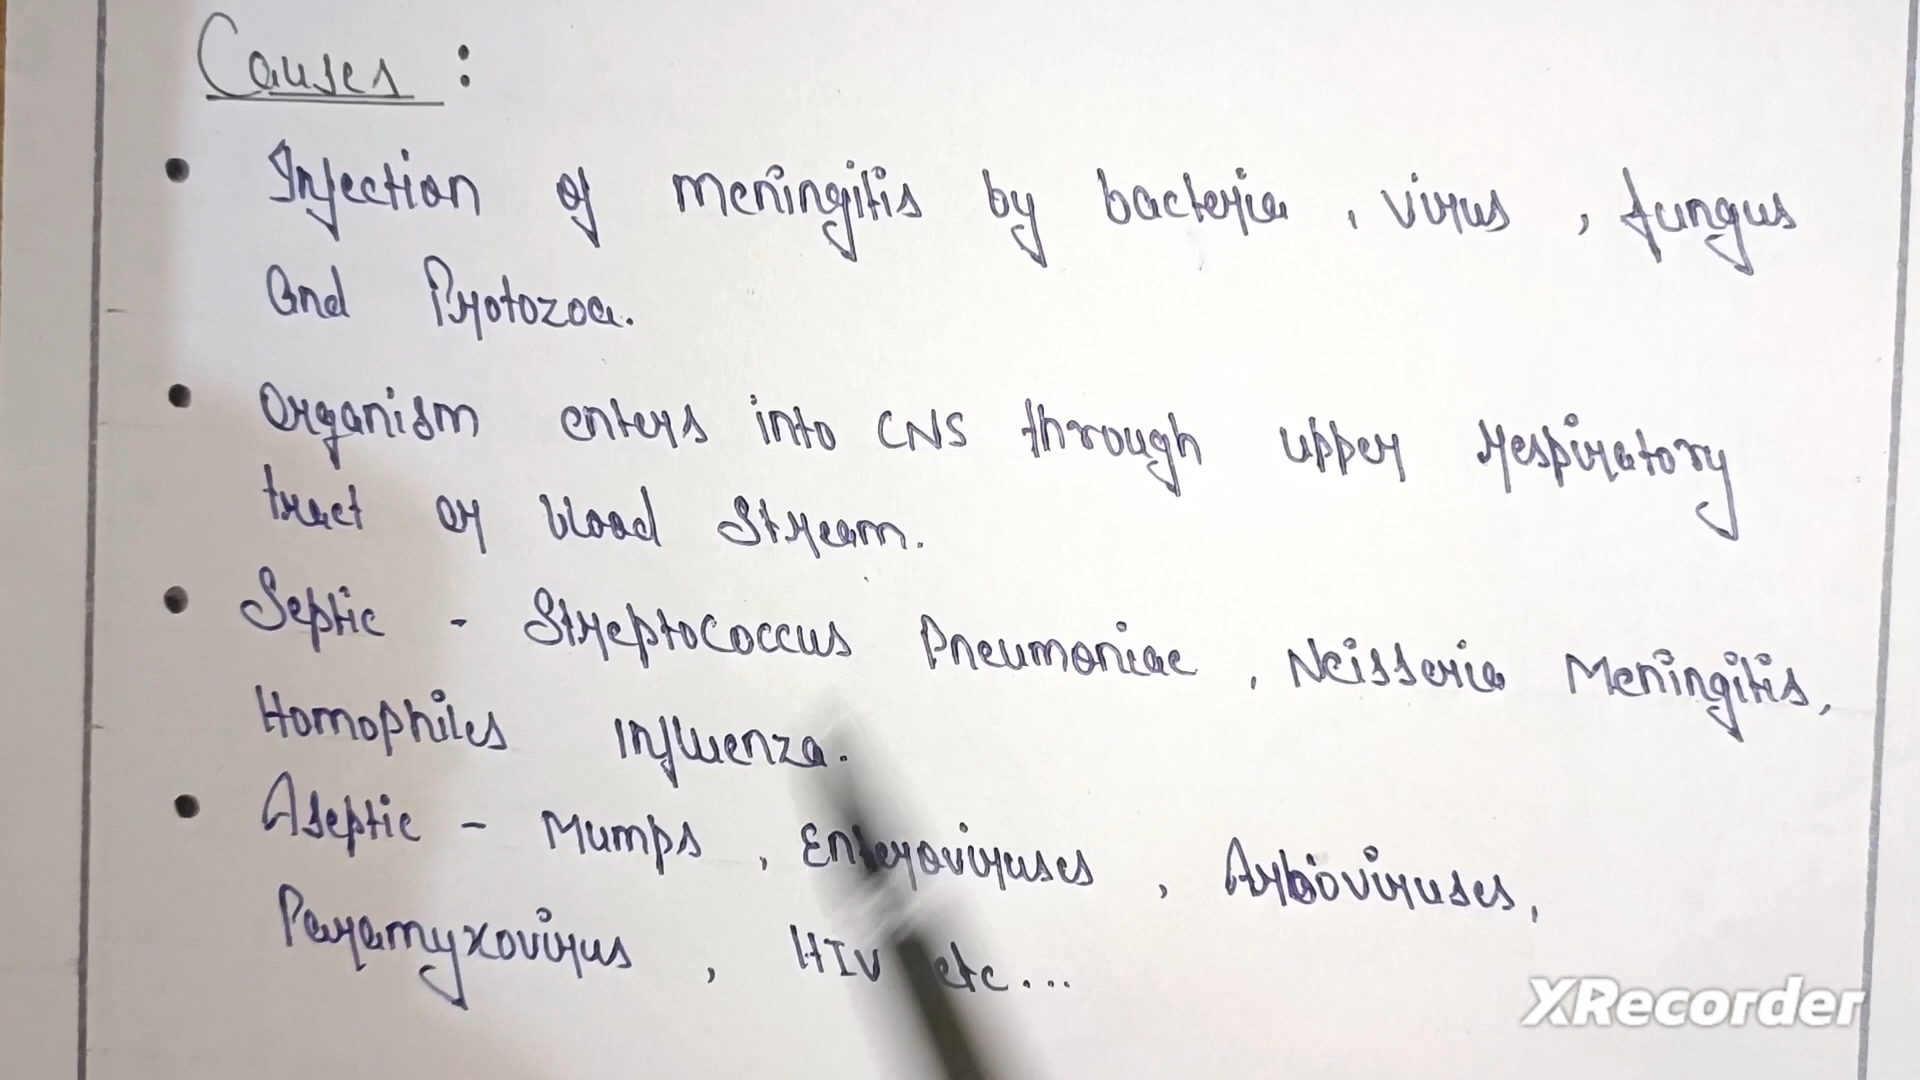 Causes :
• Injection of meningitis by bacteria, virus, fungus
and Protozoa.
• Organism enters into CNS through upper respiratory
tract or blood stream.
• Septic - Streptococcus Pneumoniae, Neisseria Meningitis,
Homophiles Influenza.
• Aseptic - Mumps, Enteroviruses, Arboviruses,
Paramyxovirus, HIV etc...
XRecorder